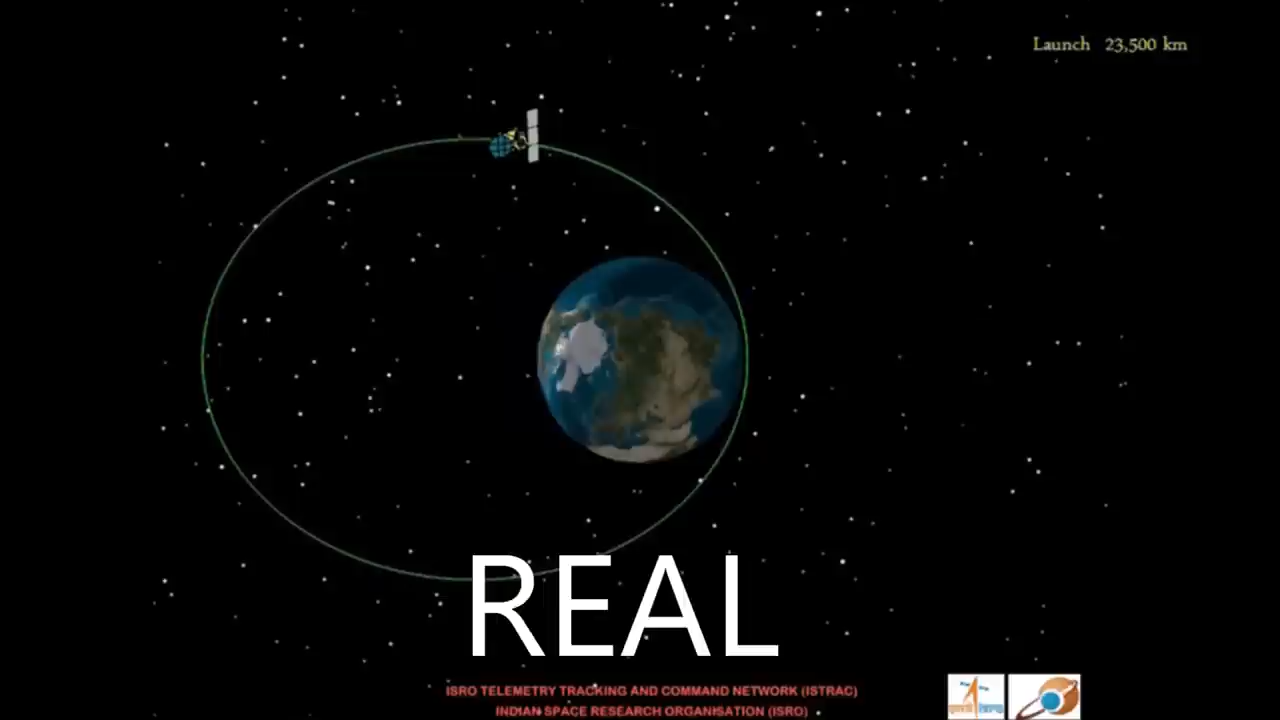 Launch 23,500 km
REAL
ISRO TELEMETRY TRACKING AND COMMAND NETWORK (ISTRAC)
INDIAN SPACE RESEARCH ORGANISATION (ISRO)